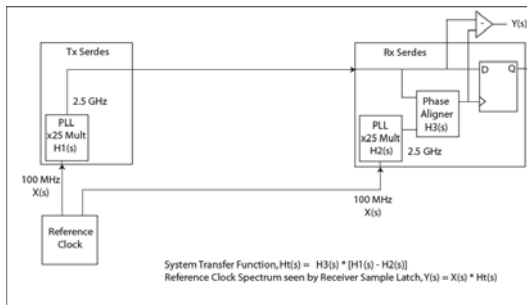 Y(s)
-
Tx Serdes
Rx Serdes
D
Q
2.5 GHz
Phase
Aligner
H3(s)
PLL
x25 Mult
H1(s)
PLL
x25 Mult
H2(s)
2.5 GHz
100 MHz
X(s)
100 MHz
X(s)
Reference
Clock
System Transfer Function, Ht(s) = H3(s) * [H1(s) - H2(s)]
Reference Clock Spectrum seen by Receiver Sample Latch, Y(s) = X(s) * Ht(s)